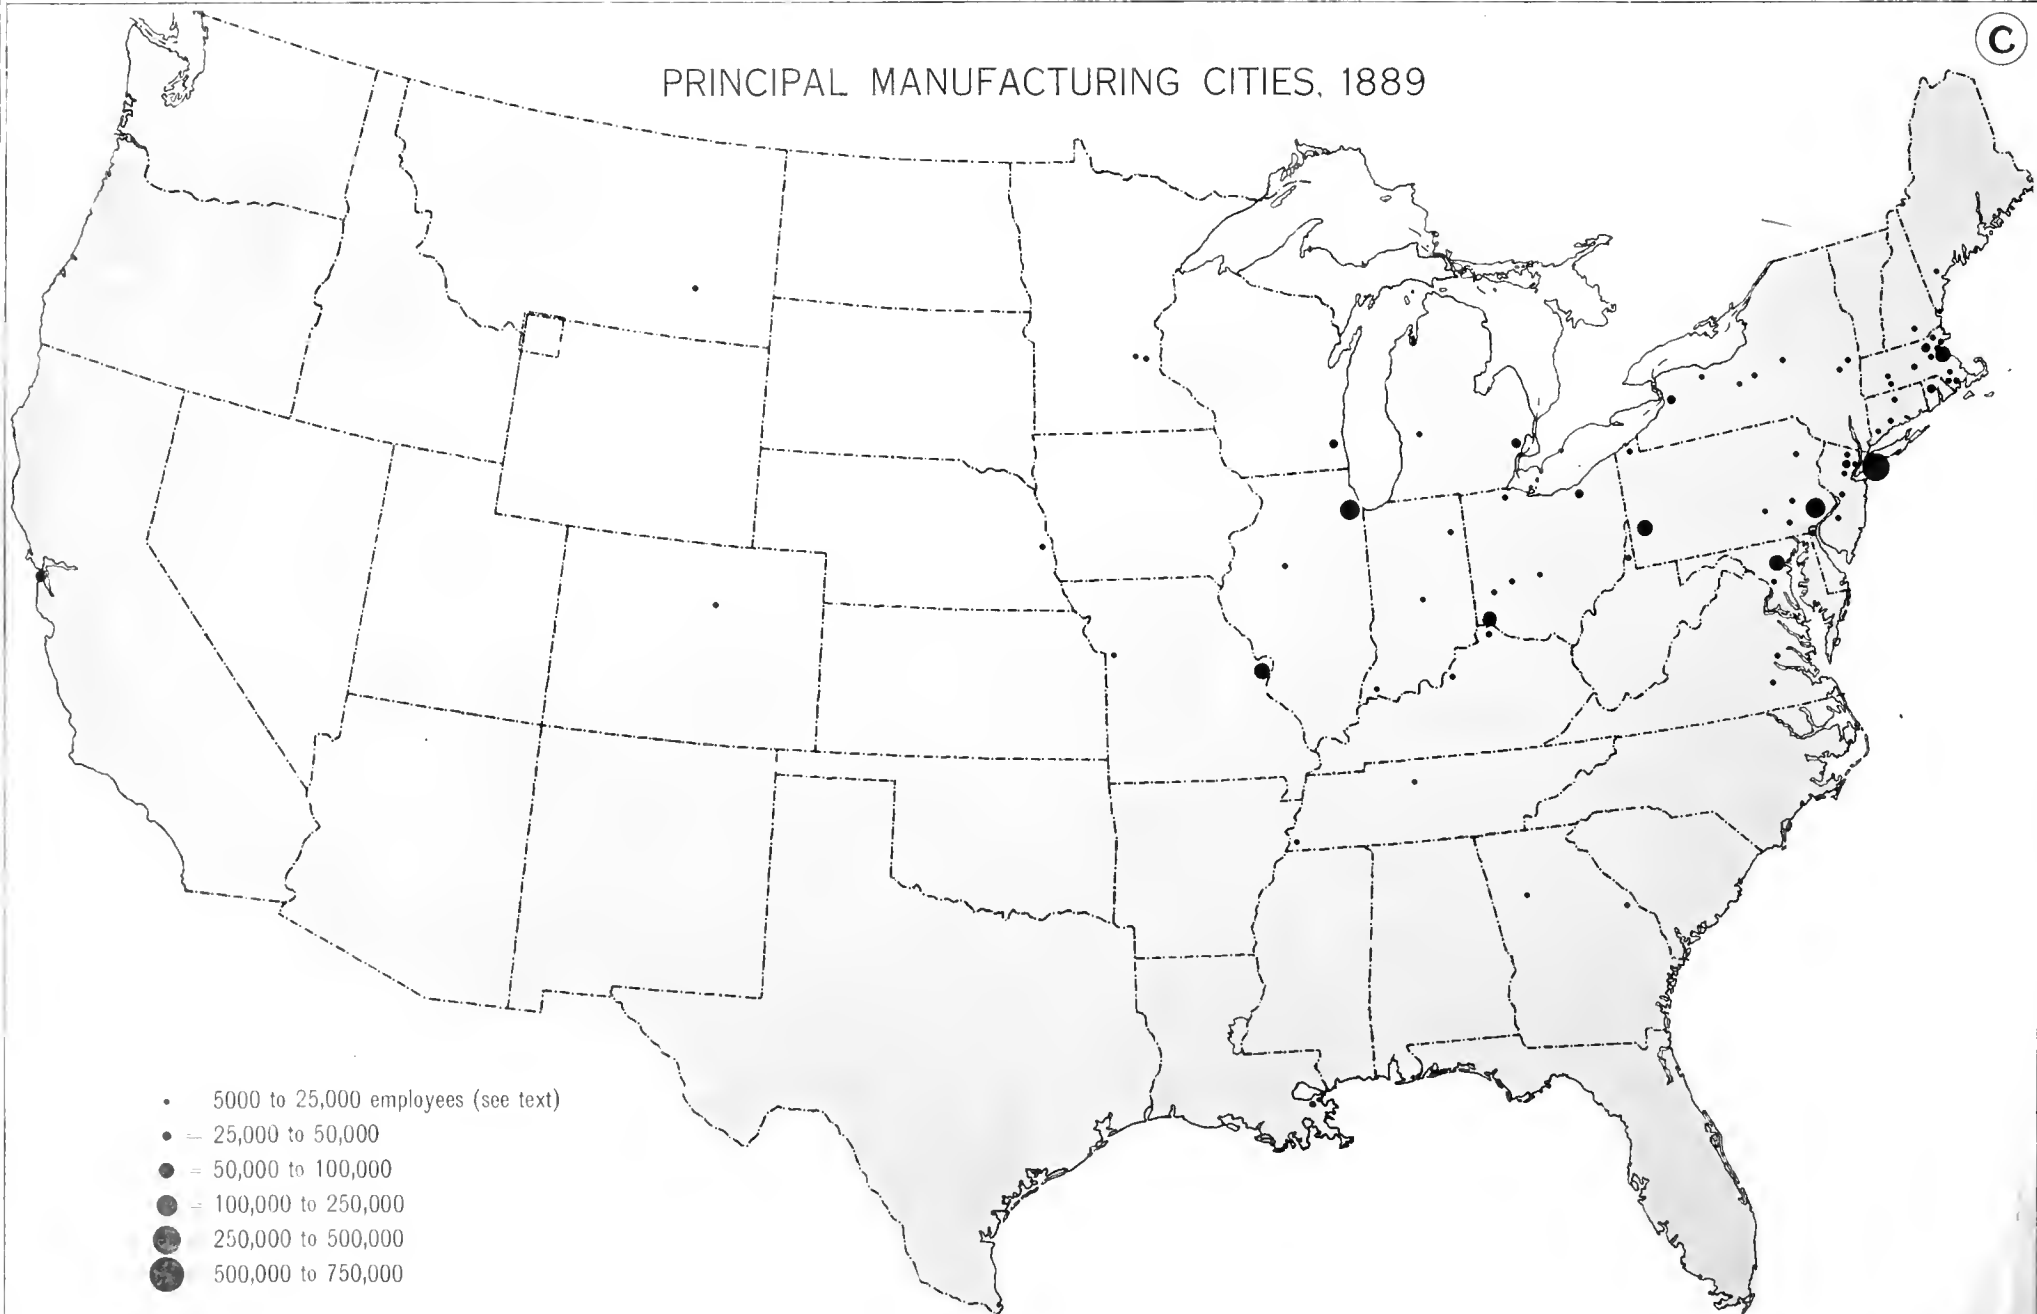 C
PRINCIPAL MANUFACTURING CITIES, 1889
5000 to 25,000 employees (see text)
= 25,000 to 50,000
= 50,000 to 100,000
= 100,000 to 250,000
250,000 to 500,000
500,000 to 750,000